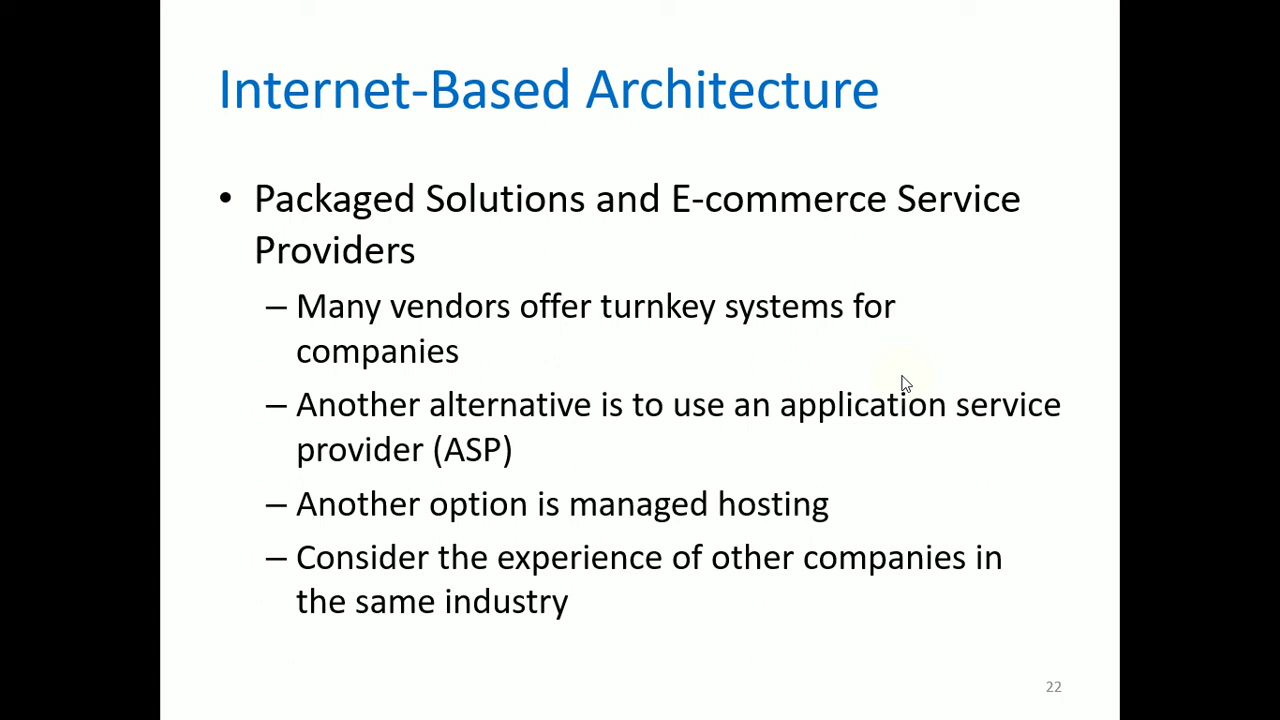 Internet-Based Architecture
• Packaged Solutions and E-commerce Service
Providers
– Many vendors offer turnkey systems for
companies
– Another alternative is to use an application service
provider (ASP)
– Another option is managed hosting
– Consider the experience of other companies in
the same industry
22